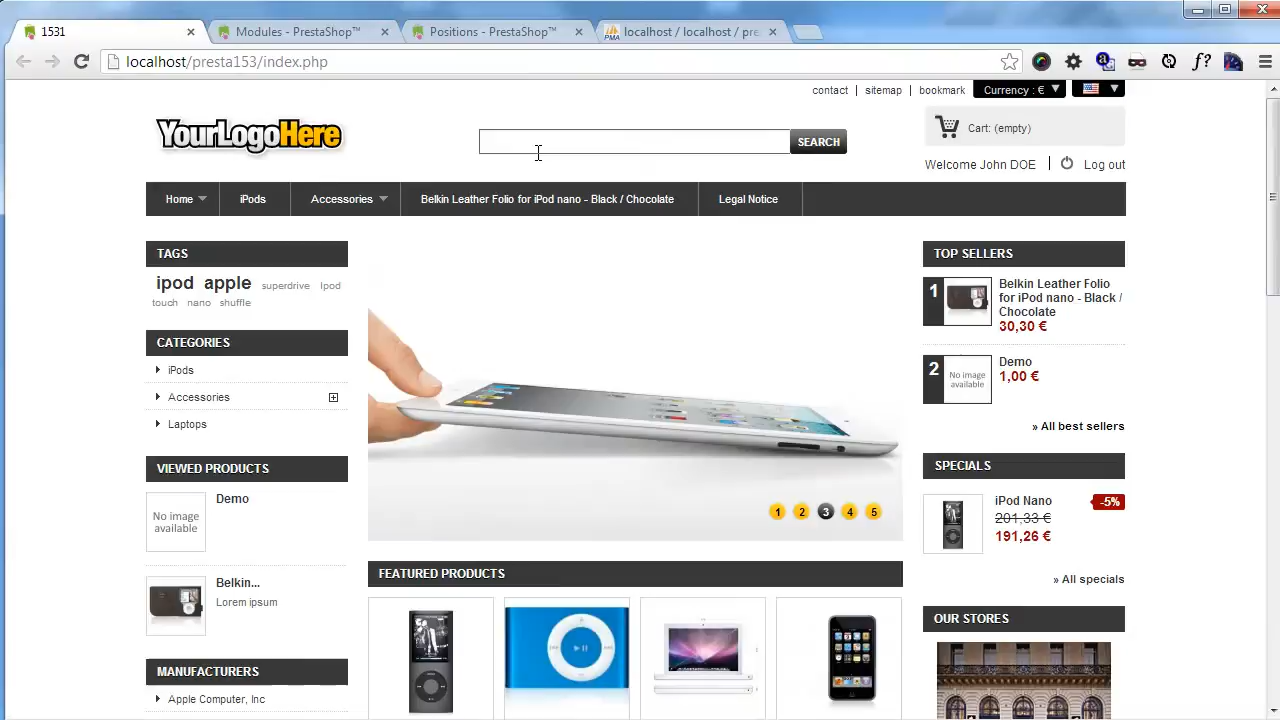 1531
Modules - PrestaShop™
Positions - PrestaShop™
localhost / localhost / pre
localhost/presta153/index.php
f?
contact | sitemap | bookmark
Currency : €
YourLogoHere
SEARCH
Cart: (empty)
Welcome John DOE
Log out
Home
iPods
Accessories
Belkin Leather Folio for iPod nano - Black / Chocolate
Legal Notice
TAGS
ipod apple superdrive Ipod
touch nano shuffle
CATEGORIES
iPods
Accessories
Laptops
VIEWED PRODUCTS
No image
available
Demo
Belkin...
Lorem ipsum
MANUFACTURERS
Apple Computer, Inc
1 2 3 4 5
FEATURED PRODUCTS
TOP SELLERS
1
Belkin Leather Folio
for iPod nano - Black /
Chocolate
30,30 €
2
No image
available
Demo
1,00 €
» All best sellers
SPECIALS
iPod Nano
-5%
201,33 €
191,26 €
» All specials
OUR STORES